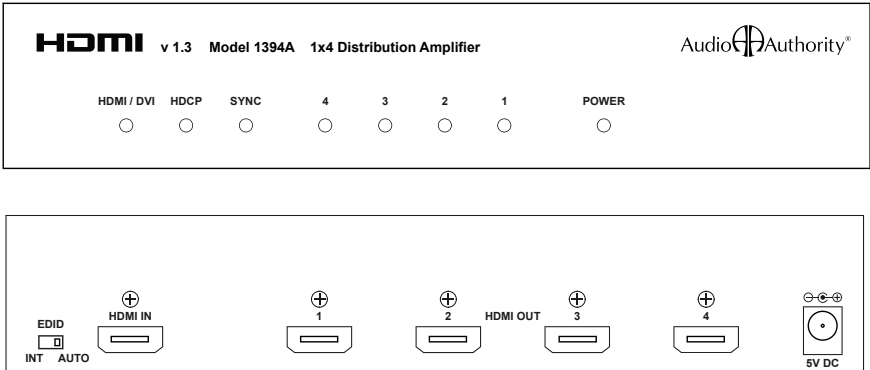 HDMI v 1.3 Model 1394A 1x4 Distribution Amplifier Audio Authority®
HDMI / DVI HDCP SYNC 4 3 2 1 POWER
HDMI IN 1 2 HDMI OUT 3 4
EDID
INT AUTO
5V DC